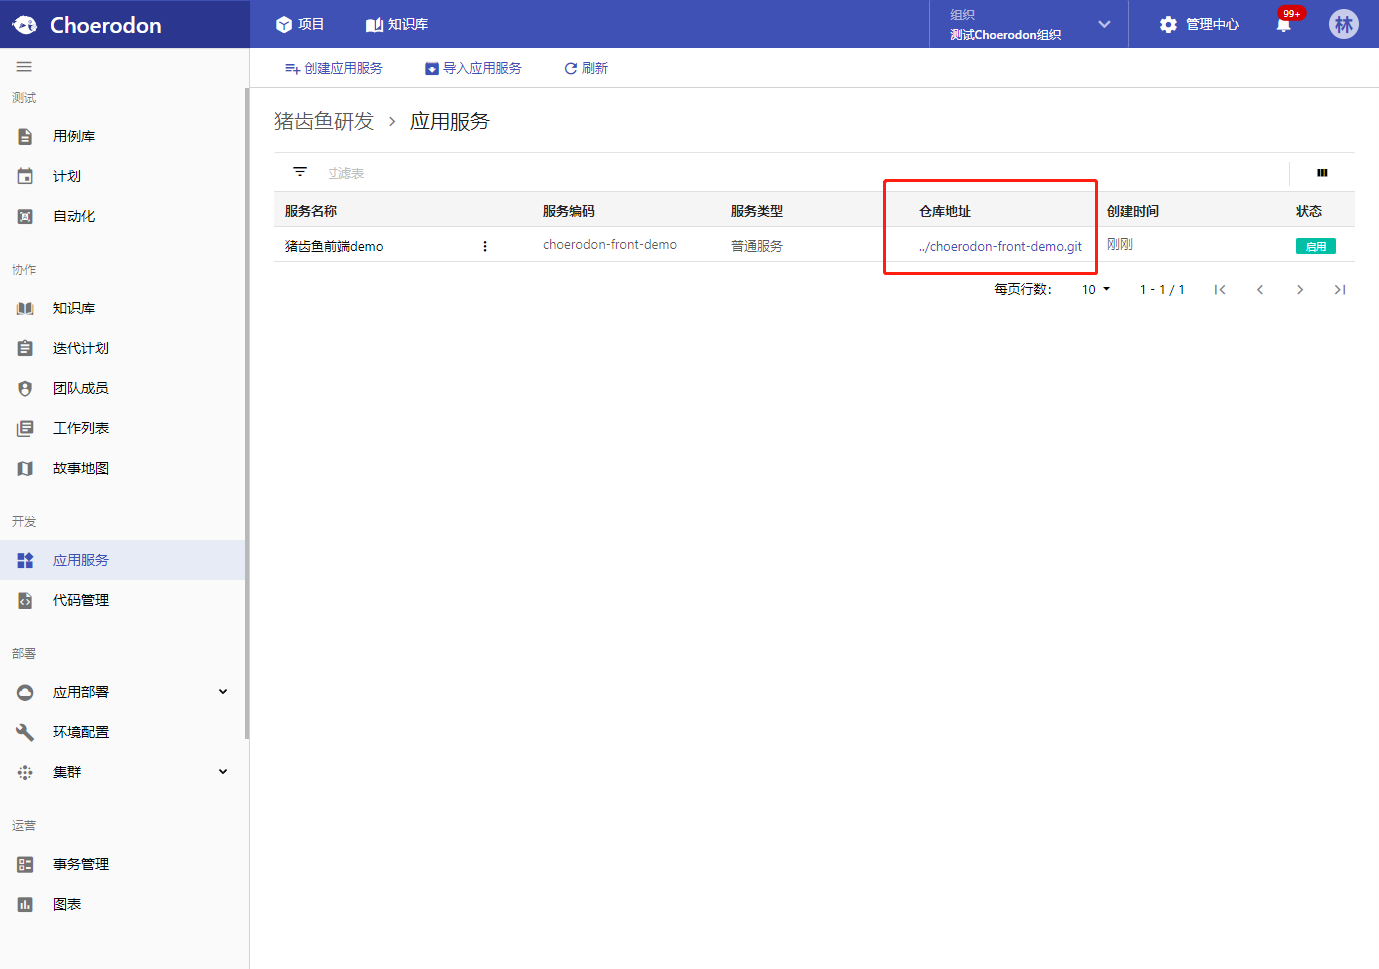 Choerodon
项目
知识库
组织
测试Choerodon组织
管理中心
99+
林
创建应用服务
导入应用服务
刷新
测试
用例库
计划
自动化
协作
知识库
迭代计划
团队成员
工作列表
故事地图
开发
应用服务
代码管理
部署
应用部署
环境配置
集群
运营
事务管理
图表
猪齿鱼研发 > 应用服务
过滤表
服务名称 服务编码 服务类型 仓库地址 创建时间 状态
猪齿鱼前端demo choerodon-front-demo 普通服务 ../choerodon-front-demo.git 刚刚 启用
每页行数: 10 1 - 1 / 1